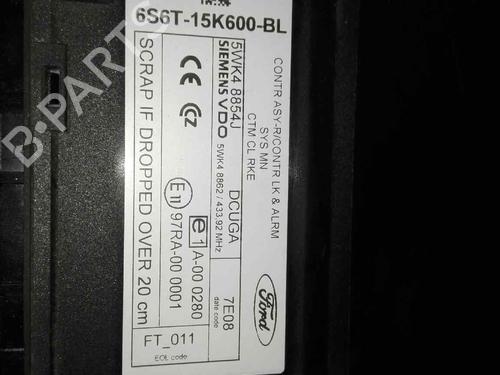 6S6T-15K600-BL
CONTR ASY-R/CONTR LK & ALRM
SYS MN
CTM CL RKE
5WK4 8854J
SIEMENS VDO
5WK4 8862 / 433.92 MHz
DCUGA
7E08
date code
Ford
CE
E11 97RA-00 0001
e1 A-00 0280
SCRAP IF DROPPED OVER 20 cm
FT_011
EOL code
B-PARTS